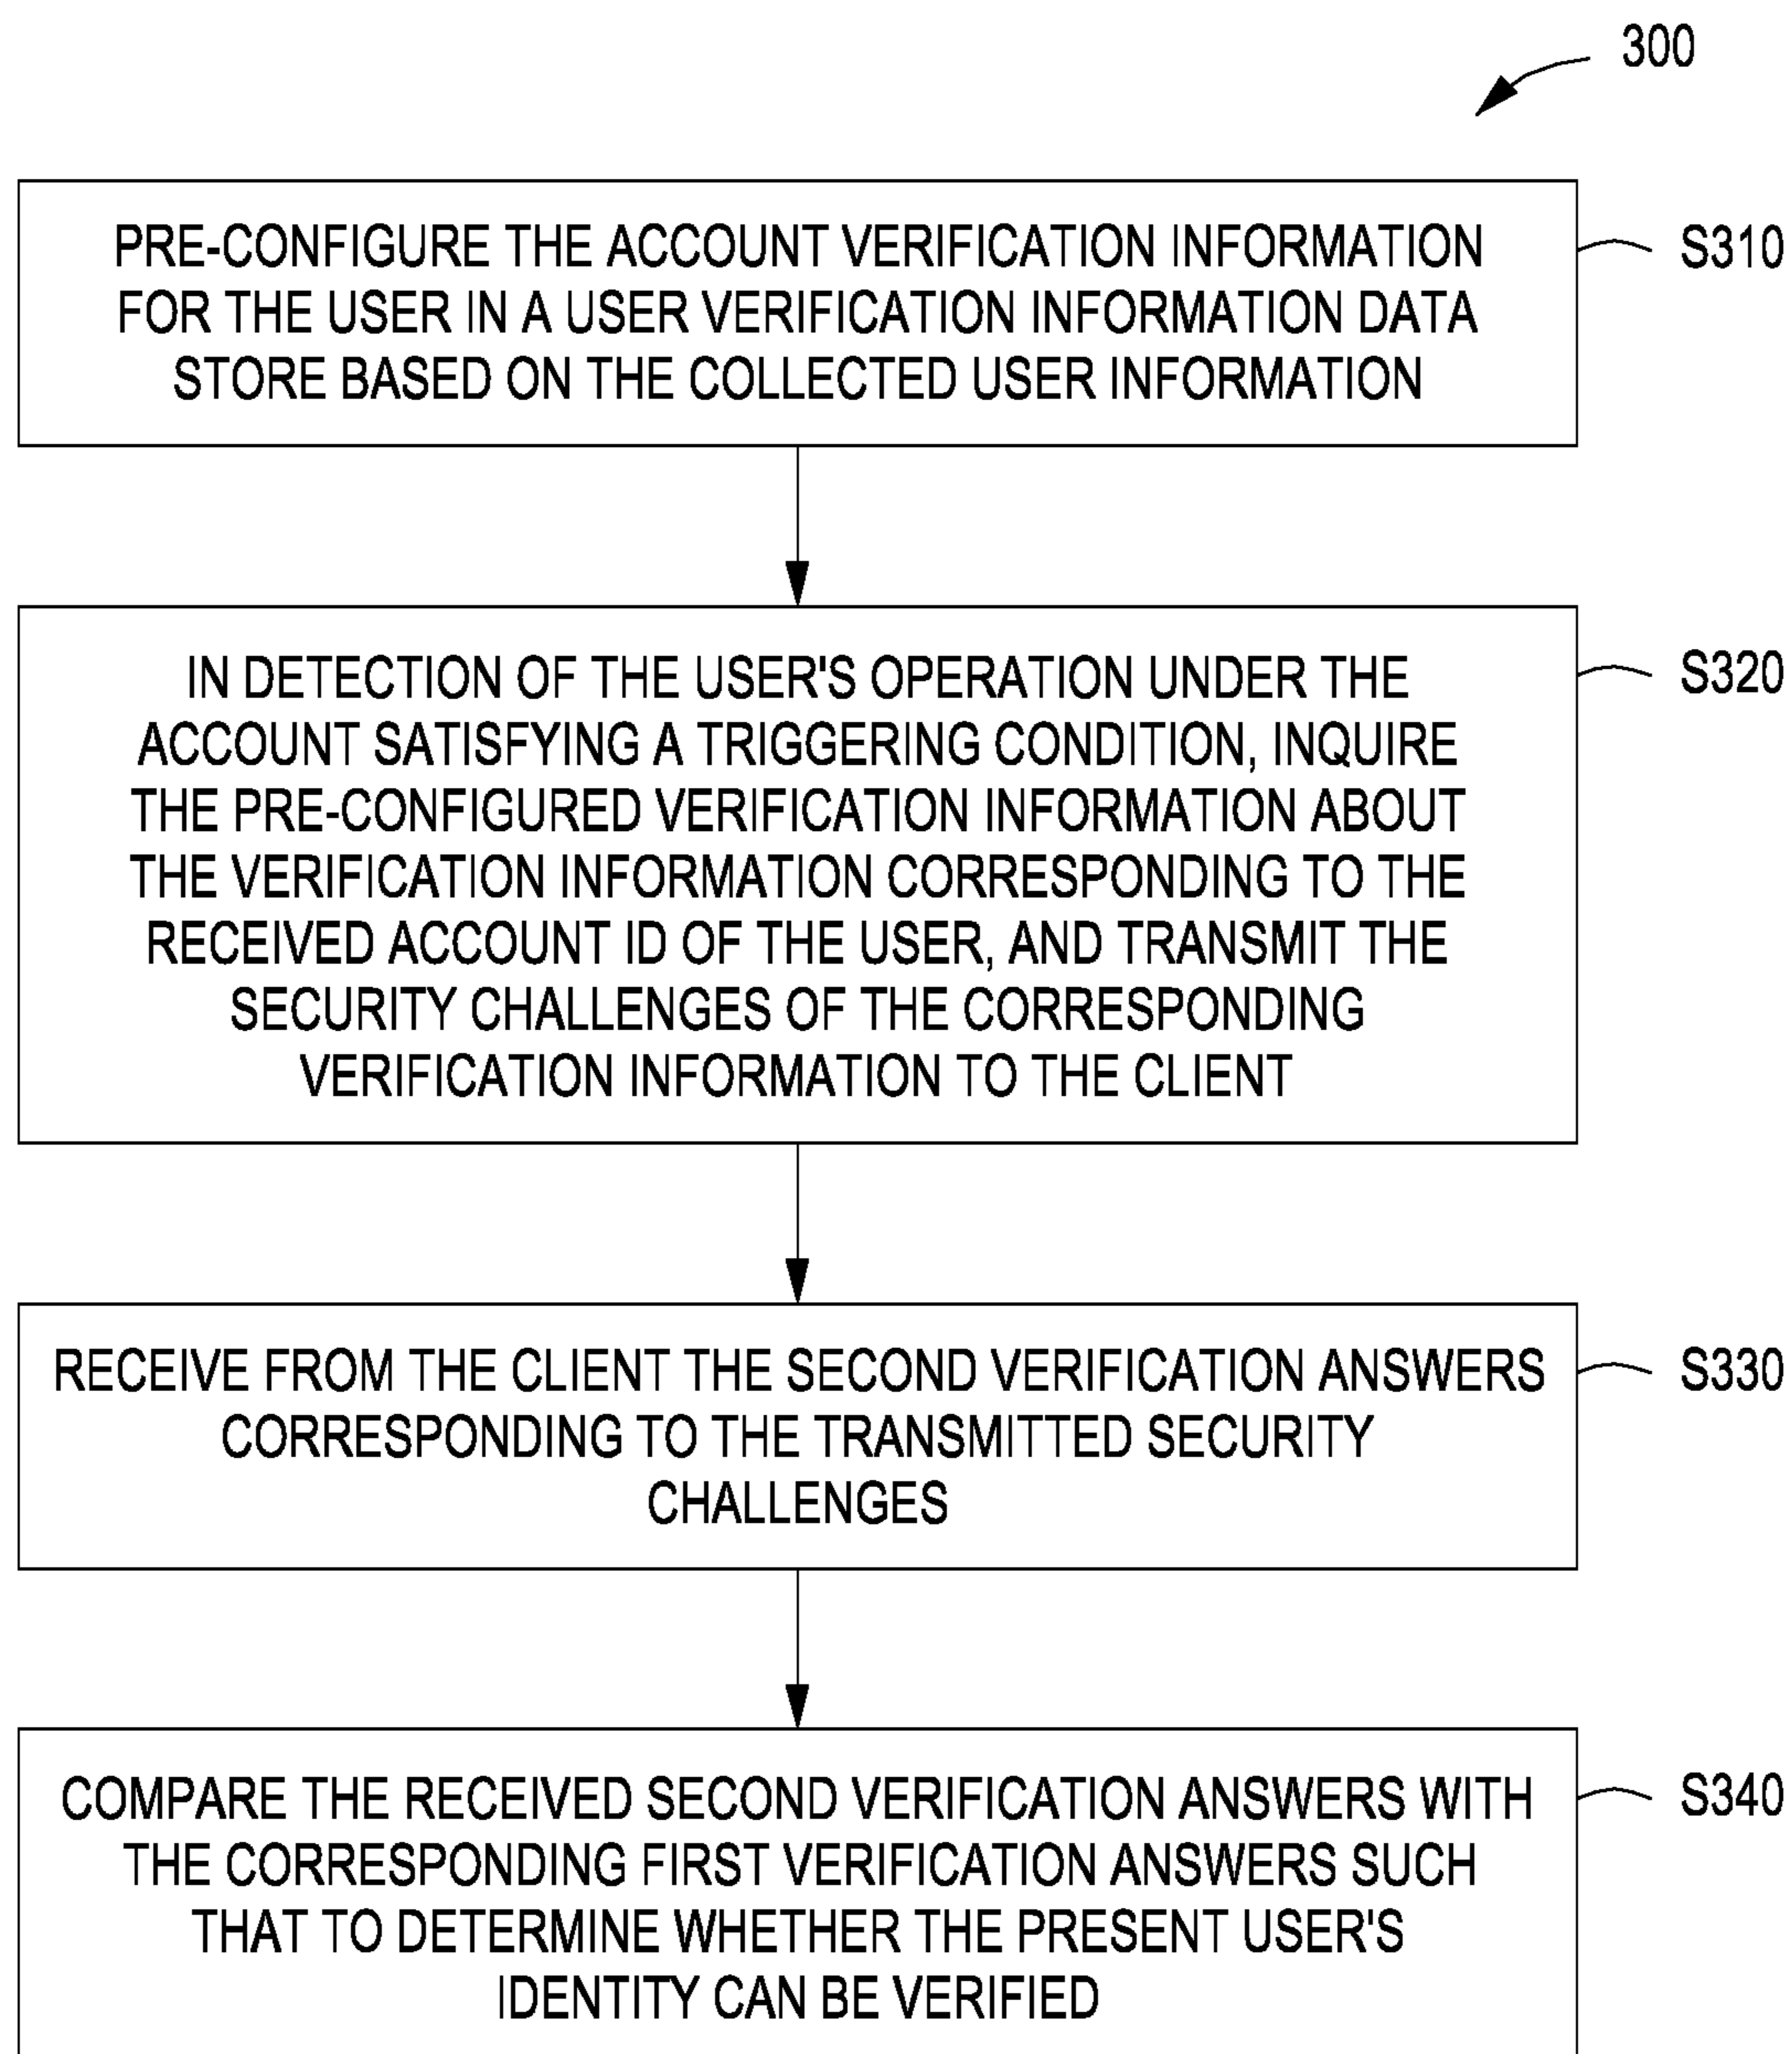 300
PRE-CONFIGURE THE ACCOUNT VERIFICATION INFORMATION
FOR THE USER IN A USER VERIFICATION INFORMATION DATA
STORE BASED ON THE COLLECTED USER INFORMATION
S310
IN DETECTION OF THE USER'S OPERATION UNDER THE
ACCOUNT SATISFYING A TRIGGERING CONDITION, INQUIRE
THE PRE-CONFIGURED VERIFICATION INFORMATION ABOUT
THE VERIFICATION INFORMATION CORRESPONDING TO THE
RECEIVED ACCOUNT ID OF THE USER, AND TRANSMIT THE
SECURITY CHALLENGES OF THE CORRESPONDING
VERIFICATION INFORMATION TO THE CLIENT
S320
RECEIVE FROM THE CLIENT THE SECOND VERIFICATION ANSWERS
CORRESPONDING TO THE TRANSMITTED SECURITY
CHALLENGES
S330
COMPARE THE RECEIVED SECOND VERIFICATION ANSWERS WITH
THE CORRESPONDING FIRST VERIFICATION ANSWERS SUCH
THAT TO DETERMINE WHETHER THE PRESENT USER'S
IDENTITY CAN BE VERIFIED
S340